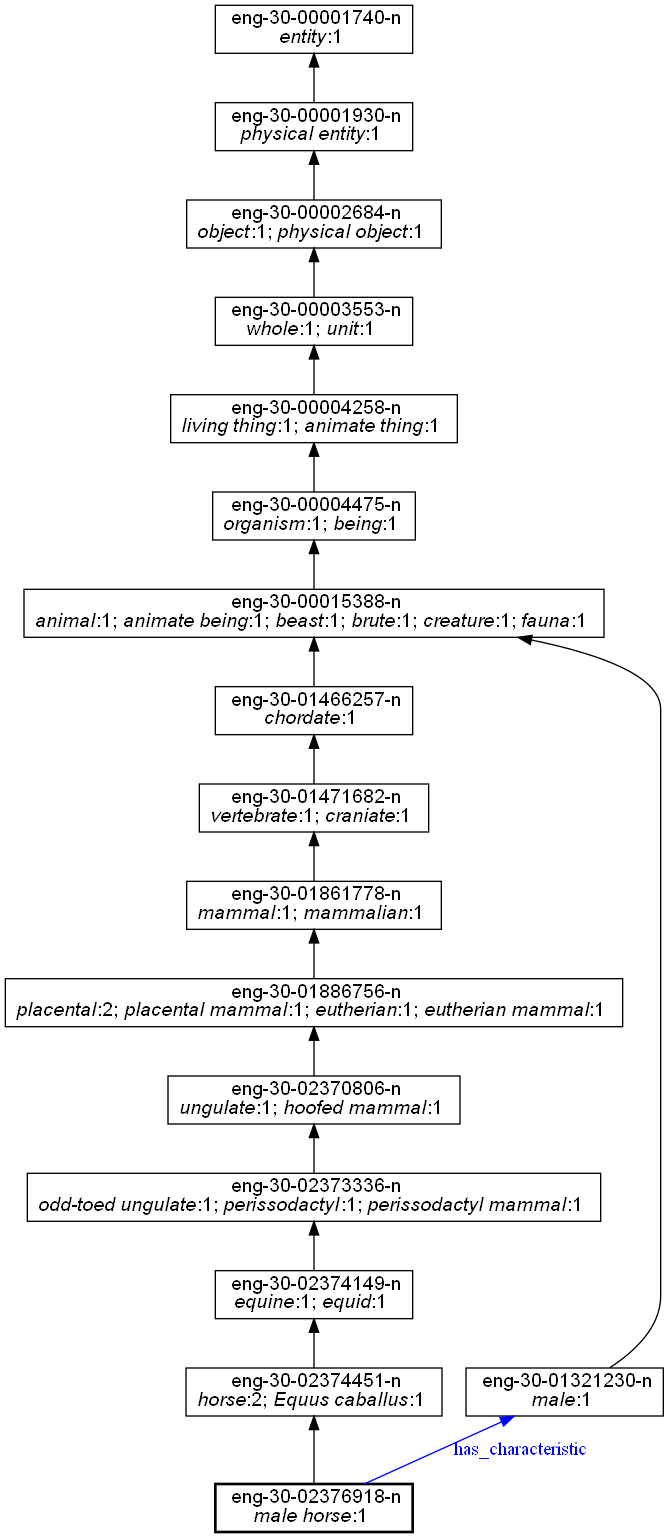 eng-30-00001740-n
entity:1
eng-30-00001930-n
physical entity:1
eng-30-00002684-n
object:1; physical object:1
eng-30-00003553-n
whole:1; unit:1
eng-30-00004258-n
living thing:1; animate thing:1
eng-30-00004475-n
organism:1; being:1
eng-30-00015388-n
animal:1; animate being:1; beast:1; brute:1; creature:1; fauna:1
eng-30-01466257-n
chordate:1
eng-30-01471682-n
vertebrate:1; craniate:1
eng-30-01861778-n
mammal:1; mammalian:1
eng-30-01886756-n
placental:2; placental mammal:1; eutherian:1; eutherian mammal:1
eng-30-02370806-n
ungulate:1; hoofed mammal:1
eng-30-02373336-n
odd-toed ungulate:1; perissodactyl:1; perissodactyl mammal:1
eng-30-02374149-n
equine:1; equid:1
eng-30-02374451-n
horse:2; Equus caballus:1
eng-30-01321230-n
male:1
has_characteristic
eng-30-02376918-n
male horse:1